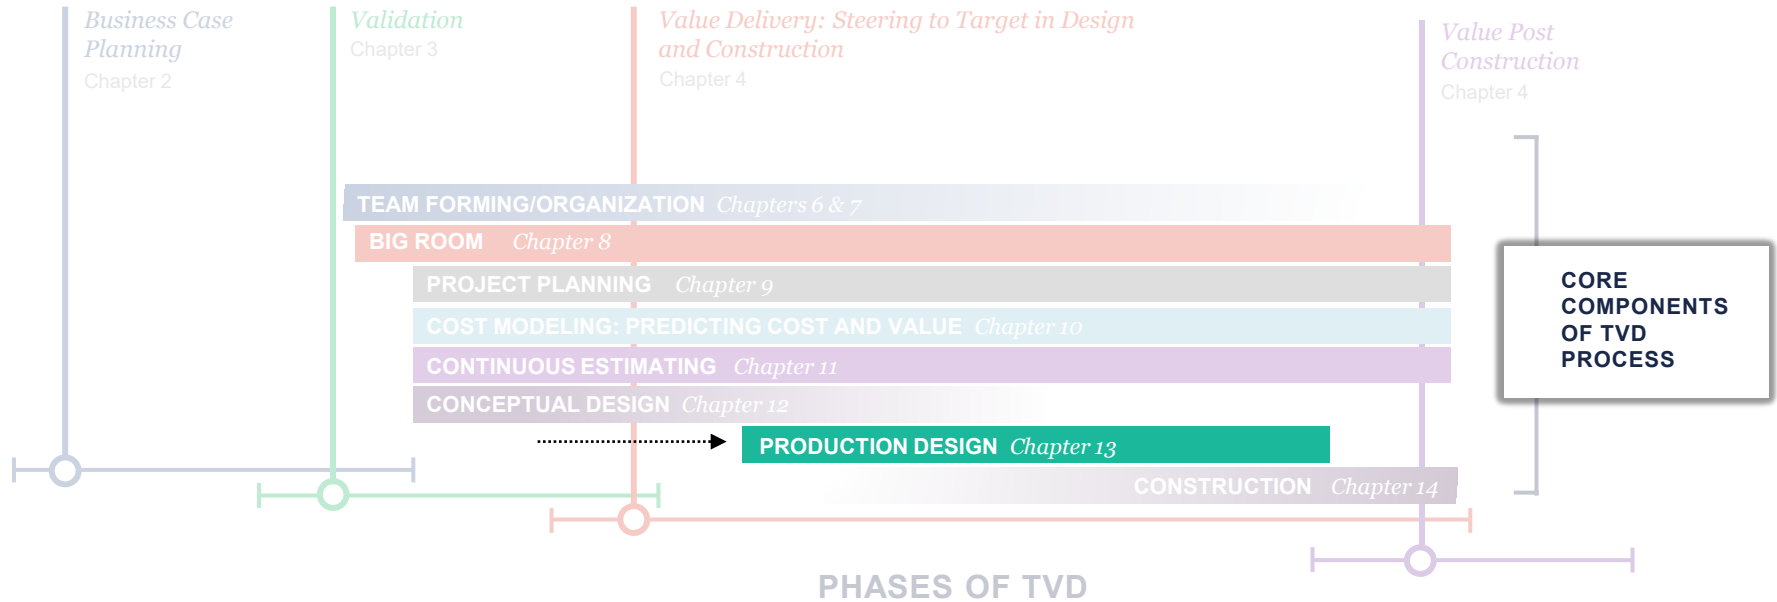 Business Case
Planning
Chapter 2
Validation
Chapter 3
Value Delivery: Steering to Target in Design
and Construction
Chapter 4
Value Post
Construction
Chapter 4
TEAM FORMING/ORGANIZATION Chapters 6 & 7
BIG ROOM Chapter 8
PROJECT PLANNING Chapter 9
COST MODELING: PREDICTING COST AND VALUE Chapter 10
CONTINUOUS ESTIMATING Chapter 11
CONCEPTUAL DESIGN Chapter 12
PRODUCTION DESIGN Chapter 13
CONSTRUCTION Chapter 14
CORE
COMPONENTS
OF TVD
PROCESS
PHASES OF TVD